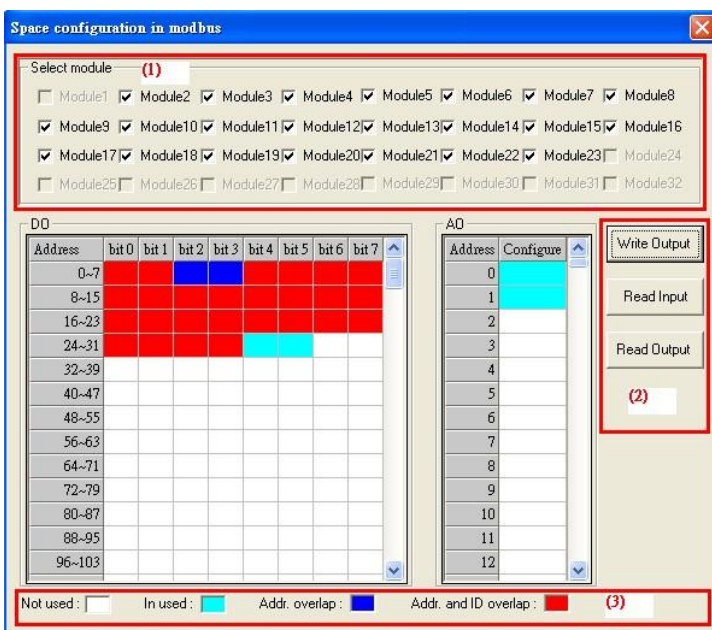 Space configuration in modbus
Select module (1)
Module1 Module2 Module3 Module4 Module5 Module6 Module7 Module8
Module9 Module10 Module11 Module12 Module13 Module14 Module15 Module16
Module17 Module18 Module19 Module20 Module21 Module22 Module23 Module24
Module25 Module26 Module27 Module28 Module29 Module30 Module31 Module32
DO
Address bit 0 bit 1 bit 2 bit 3 bit 4 bit 5 bit 6 bit 7
0~7
8~15
16~23
24~31
32~39
40~47
48~55
56~63
64~71
72~79
80~87
88~95
96~103
AO
Address Configure
0
1
2
3
4
5
6
7
8
9
10
11
12
Write Output
Read Input
Read Output
(2)
Not used : In used : Addr. overlap : Addr. and ID overlap : (3)